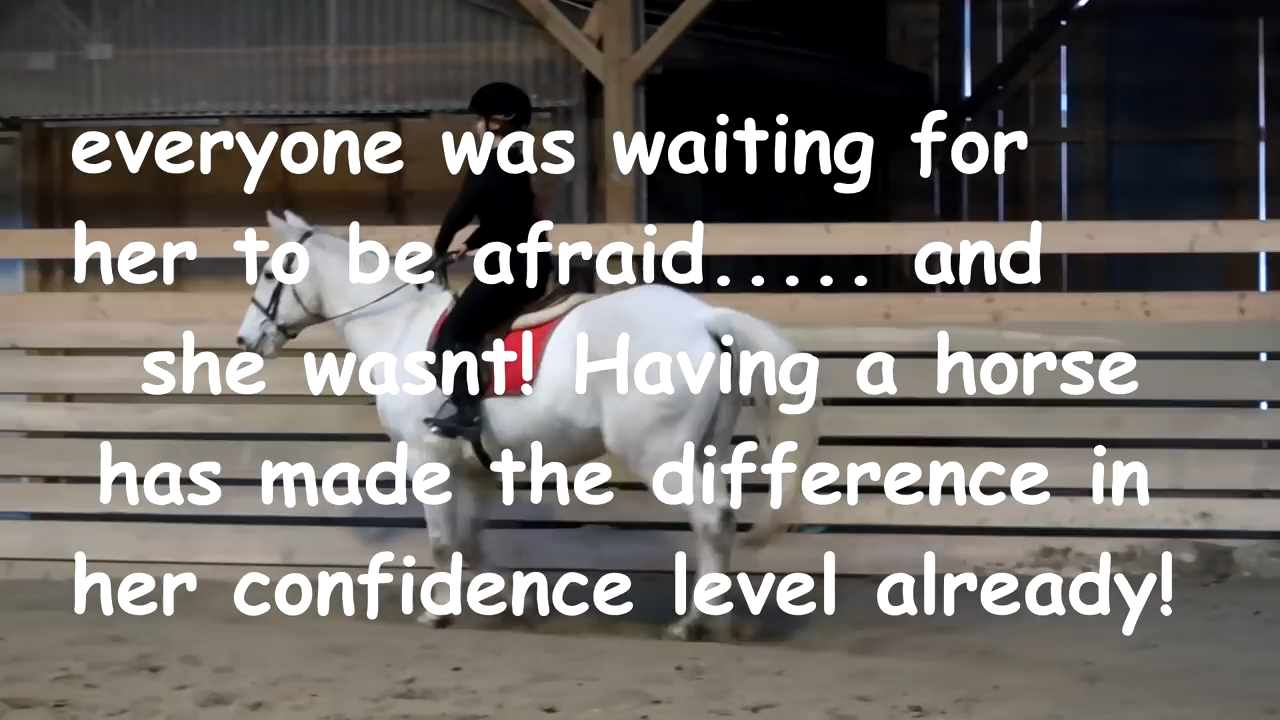 everyone was waiting for
her to be afraid..... and
she wasnt! Having a horse
has made the difference in
her confidence level already!